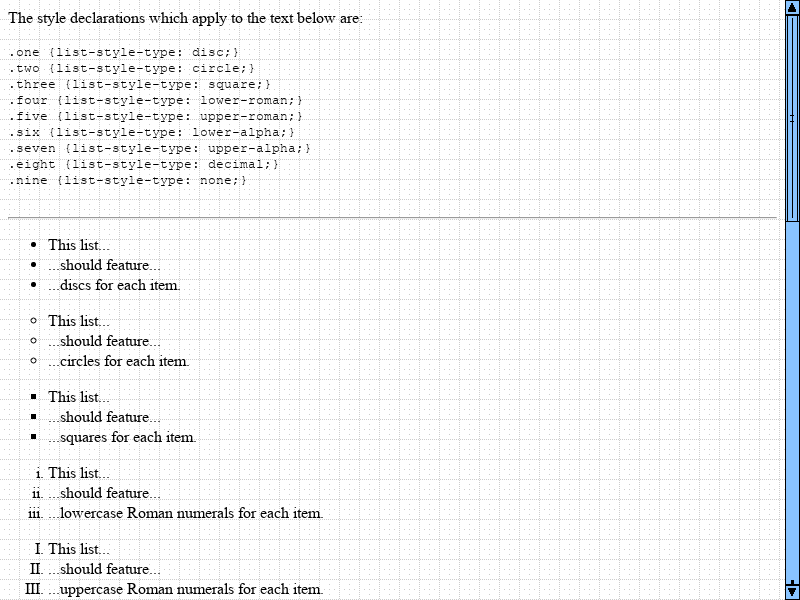 The style declarations which apply to the text below are:
.one {list-style-type: disc;}
.two {list-style-type: circle;}
.three {list-style-type: square;}
.four {list-style-type: lower-roman;}
.five {list-style-type: upper-roman;}
.six {list-style-type: lower-alpha;}
.seven {list-style-type: upper-alpha;}
.eight {list-style-type: decimal;}
.nine {list-style-type: none;}
• This list...
• ...should feature...
• ...discs for each item.
○ This list...
○ ...should feature...
○ ...circles for each item.
▪ This list...
▪ ...should feature...
▪ ...squares for each item.
i. This list...
ii. ...should feature...
iii. ...lowercase Roman numerals for each item.
I. This list...
II. ...should feature...
III. ...uppercase Roman numerals for each item.